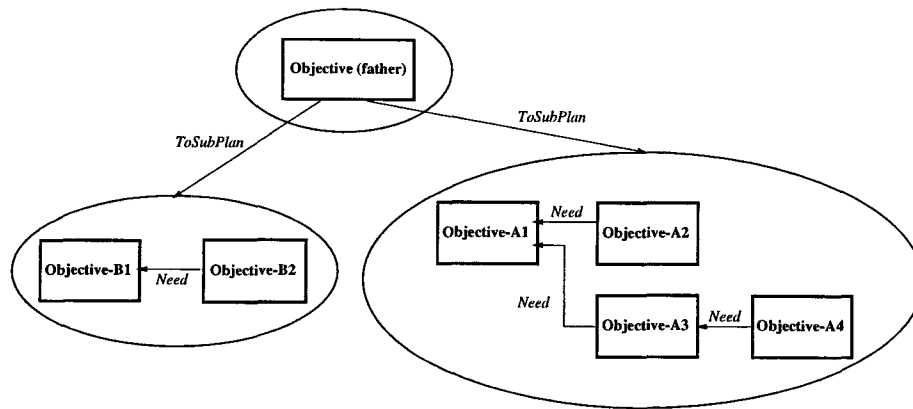 Objective (father)
ToSubPlan
ToSubPlan
Need
Objective-A1
Objective-A2
Objective-B1
Need
Objective-B2
Need
Objective-A3
Need
Objective-A4